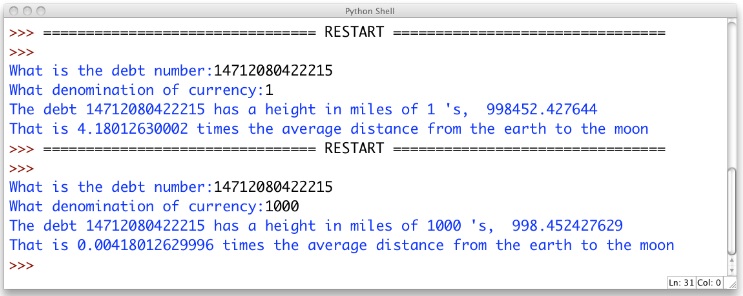 Python Shell
>>> ================================ RESTART ================================
>>>
What is the debt number:14712080422215
What denomination of currency:1
The debt 14712080422215 has a height in miles of 1 's,  998452.427644
That is 4.18012630002 times the average distance from the earth to the moon
>>> ================================ RESTART ================================
>>>
What is the debt number:14712080422215
What denomination of currency:1000
The debt 14712080422215 has a height in miles of 1000 's,  998.452427629
That is 0.00418012629996 times the average distance from the earth to the moon
>>>
Ln: 31 Col: 0